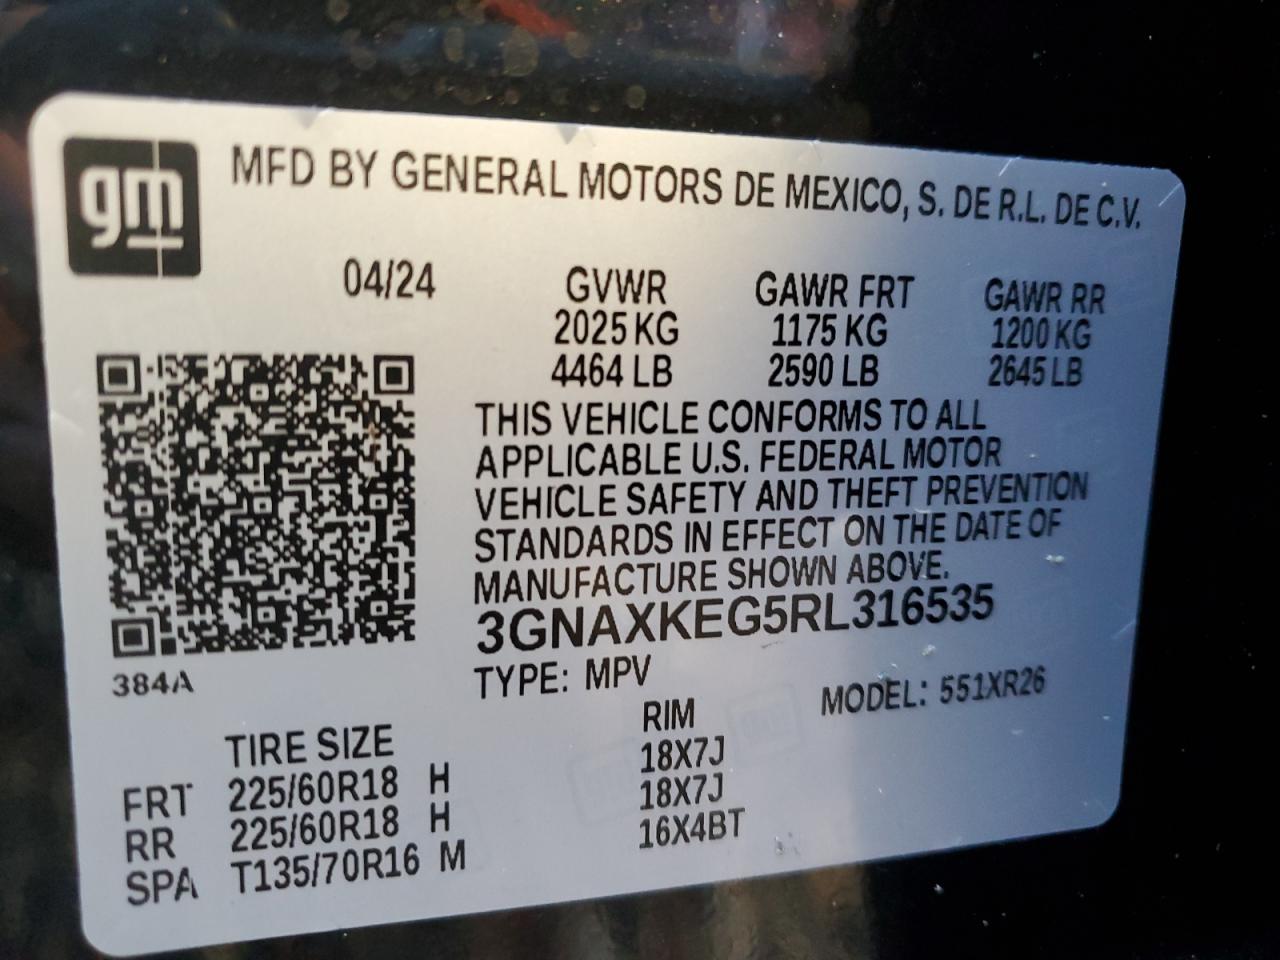 gm
MFD BY GENERAL MOTORS DE MEXICO, S. DE R.L. DE C.V.
04/24 GVWR GAWR FRT GAWR RR
2025 KG 1175 KG 1200 KG
4464 LB 2590 LB 2645 LB
THIS VEHICLE CONFORMS TO ALL
APPLICABLE U.S. FEDERAL MOTOR
VEHICLE SAFETY AND THEFT PREVENTION
STANDARDS IN EFFECT ON THE DATE OF
MANUFACTURE SHOWN ABOVE.
3GNAXKEG5RL316535
384A
TYPE: MPV MODEL: 551XR26
TIRE SIZE RIM
FRT 225/60R18 H 18X7J
RR 225/60R18 H 18X7J
SPA T135/70R16 M 16X4BT